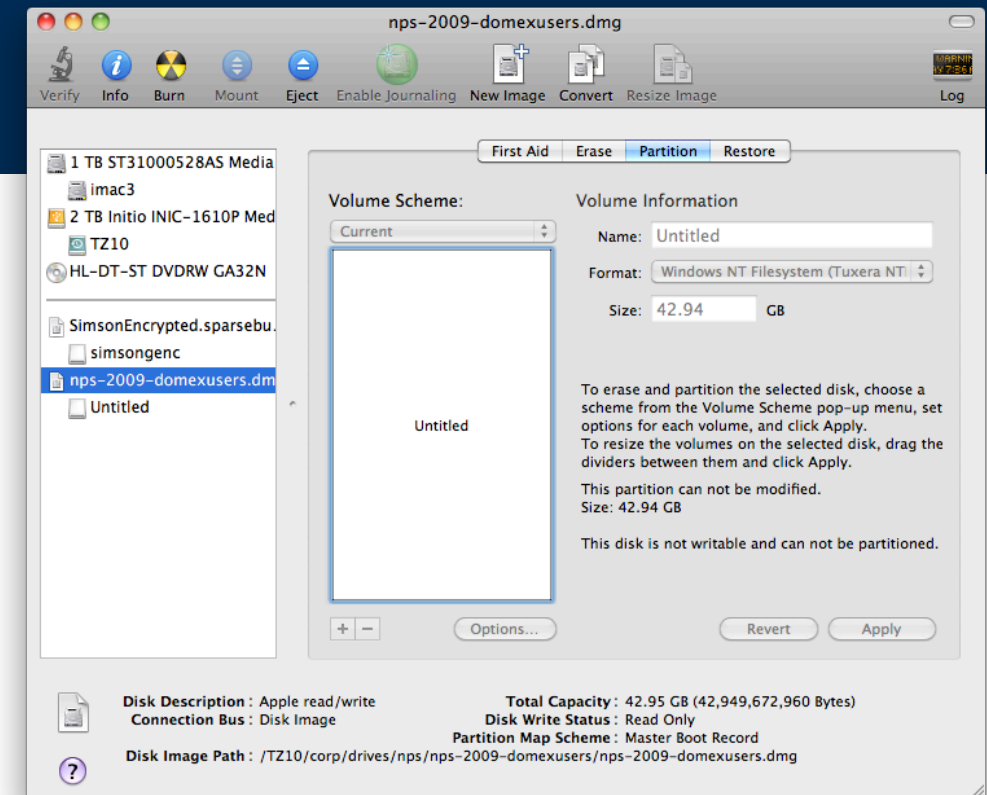 nps-2009-domexusers.dmg
Verify Info Burn Mount Eject Enable Journaling New Image Convert Resize Image Log
1 TB ST31000528AS Media
imac3
2 TB Initio INIC-1610P Med
TZ10
HL-DT-ST DVDRW GA32N
SimsonEncrypted.sparsebu.
simsongenc
nps-2009-domexusers.dm
Untitled
First Aid Erase Partition Restore
Volume Scheme:
Current
Untitled
+ −
Options...
Volume Information
Name: Untitled
Format: Windows NT Filesystem (Tuxera NT
Size: 42.94 GB
To erase and partition the selected disk, choose a
scheme from the Volume Scheme pop-up menu, set
options for each volume, and click Apply.
To resize the volumes on the selected disk, drag the
dividers between them and click Apply.
This partition can not be modified.
Size: 42.94 GB
This disk is not writable and can not be partitioned.
Revert Apply
Disk Description : Apple read/write
Connection Bus : Disk Image
Total Capacity : 42.95 GB (42,949,672,960 Bytes)
Disk Write Status : Read Only
Partition Map Scheme : Master Boot Record
Disk Image Path : /TZ10/corp/drives/nps/nps-2009-domexusers/nps-2009-domexusers.dmg
?